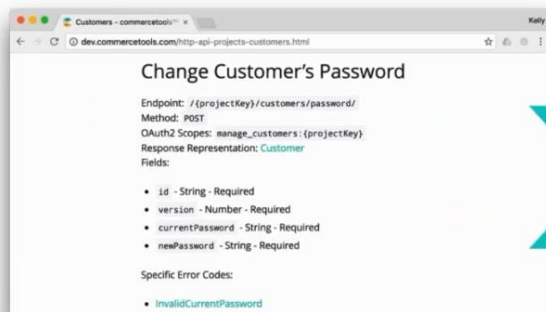 Customers - commercetools
Kelly
dev.commercetools.com/http-api-projects-customers.html
Change Customer's Password
Endpoint: /{projectKey}/customers/password/
Method: POST
OAuth2 Scopes: manage_customers:{projectKey}
Response Representation: Customer
Fields:
• id - String - Required
• version - Number - Required
• currentPassword - String - Required
• newPassword - String - Required
Specific Error Codes:
• InvalidCurrentPassword